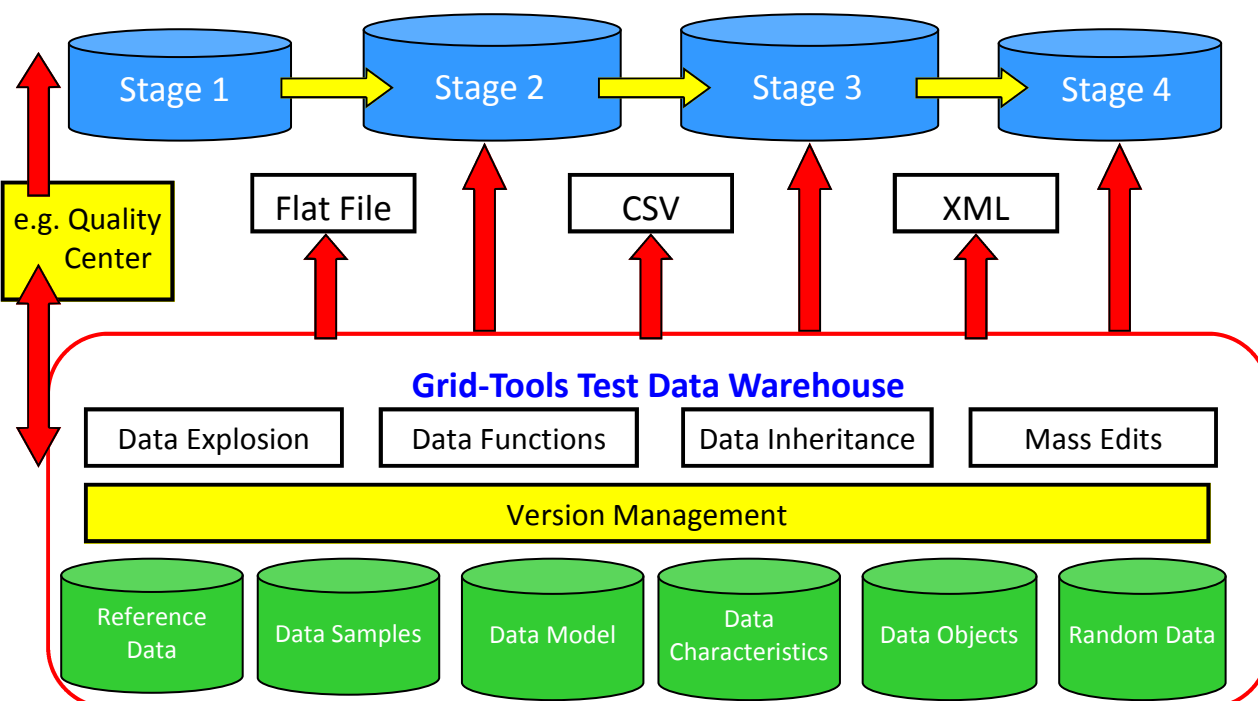 Stage 1
Stage 2
Stage 3
Stage 4
e.g. Quality
Center
Flat File
CSV
XML
Grid-Tools Test Data Warehouse
Data Explosion
Data Functions
Data Inheritance
Mass Edits
Version Management
Reference
Data
Data Samples
Data Model
Data
Characteristics
Data Objects
Random Data